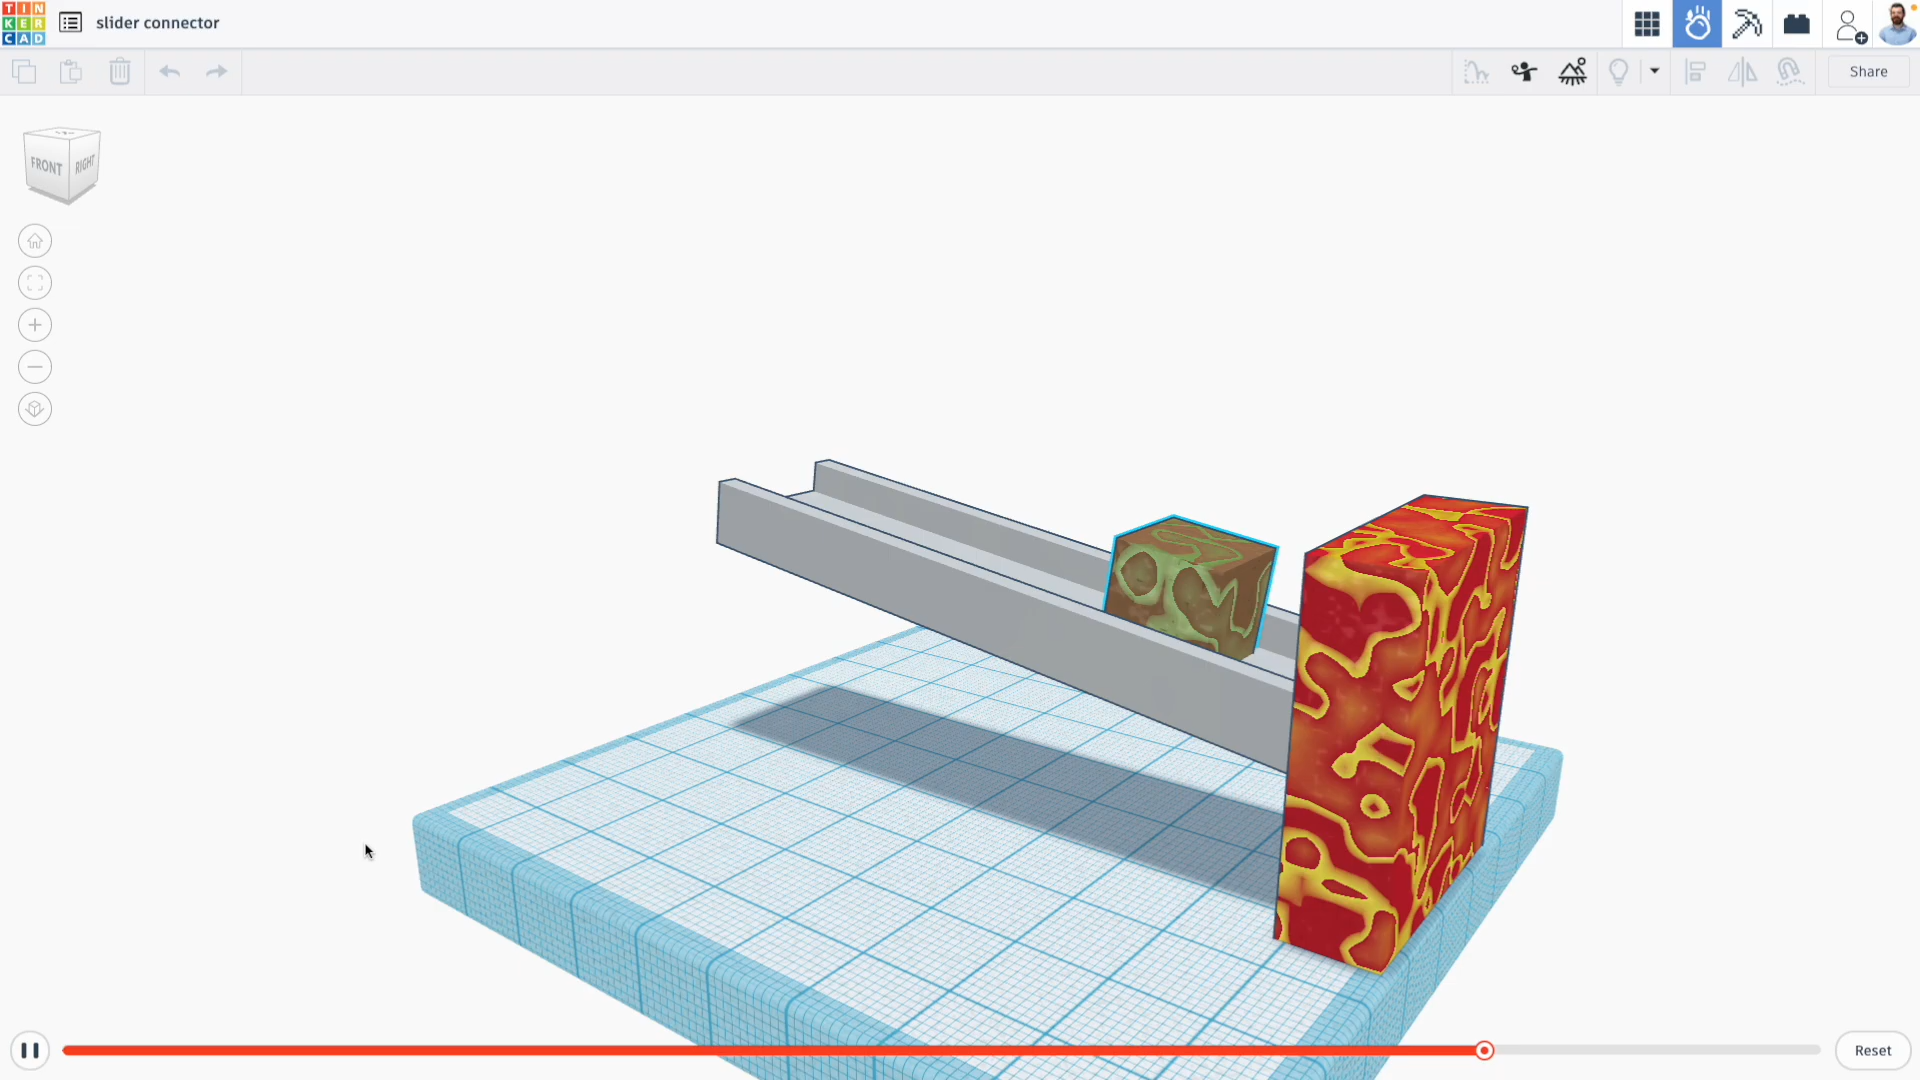 TIN
KER
CAD
slider connector
Share
FRONT
RIGHT
Reset